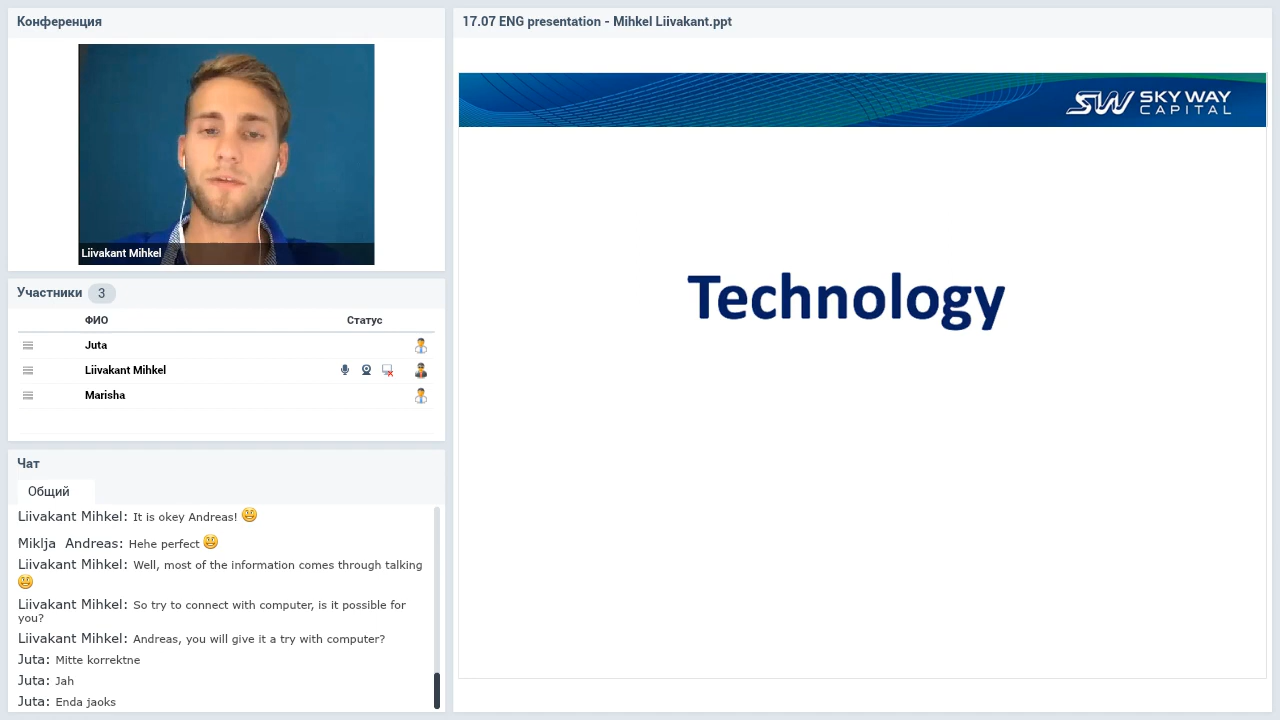 Конференция
Liivakant Mihkel
Участники 3
ФИО Статус
Juta
Liivakant Mihkel
Marisha
Чат
Общий
Liivakant Mihkel: It is okey Andreas!
Miklja Andreas: Hehe perfect
Liivakant Mihkel: Well, most of the information comes through talking
Liivakant Mihkel: So try to connect with computer, is it possible for
you?
Liivakant Mihkel: Andreas, you will give it a try with computer?
Juta: Mitte korrektne
Juta: Jah
Juta: Enda jaoks
17.07 ENG presentation - Mihkel Liivakant.ppt
SW SKY WAY
CAPITAL
Technology